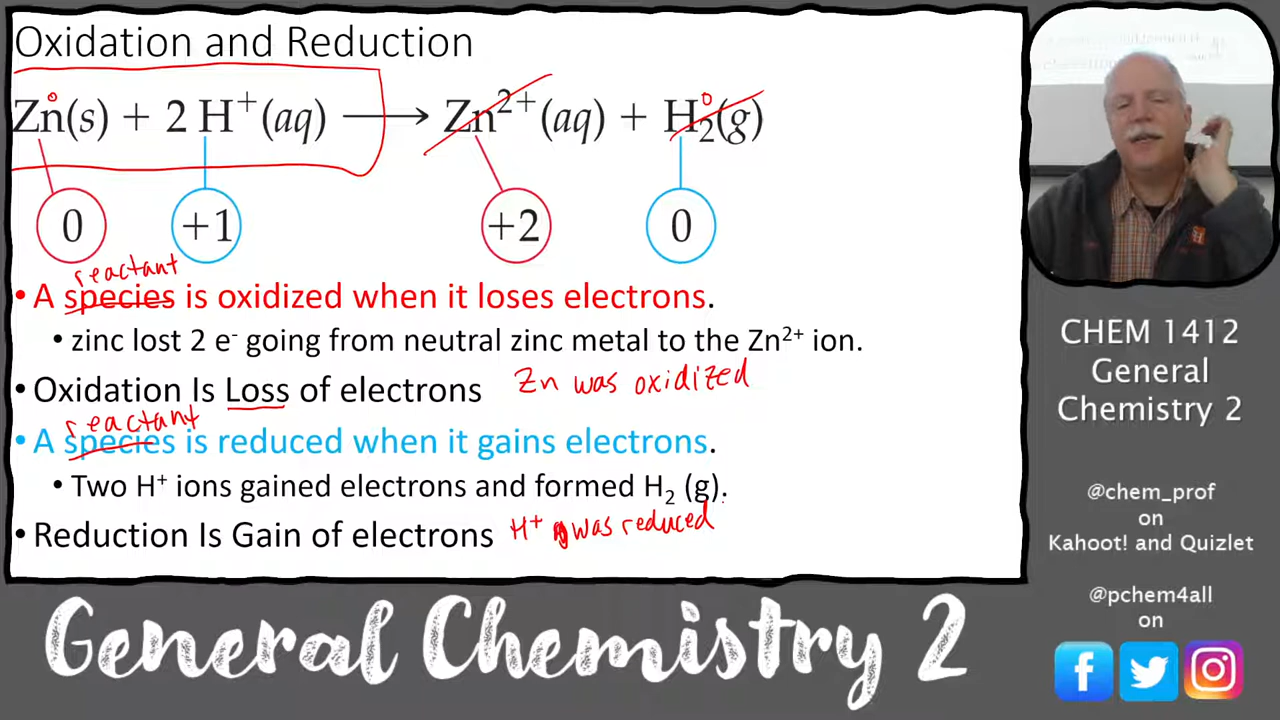 Oxidation and Reduction
0 0
Zn(s) + 2 H⁺(aq) ⟶ Zn²⁺(aq) + H₂(g)
0 +1 +2 0
reactant
• A species is oxidized when it loses electrons.
• zinc lost 2 e⁻ going from neutral zinc metal to the Zn²⁺ ion.
• Oxidation Is Loss of electrons Zn was oxidized
reactant
• A species is reduced when it gains electrons.
• Two H⁺ ions gained electrons and formed H₂ (g).
• Reduction Is Gain of electrons H⁺ was reduced
CHEM 1412
General
Chemistry 2
@chem_prof
on
Kahoot! and Quizlet
@pchem4all
on
General Chemistry 2